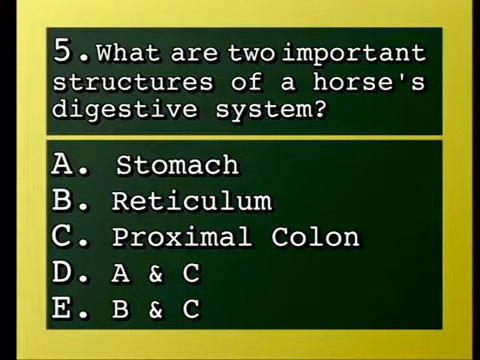 5.What are two important
structures of a horse's
digestive system?
A. Stomach
B. Reticulum
C. Proximal Colon
D. A & C
E. B & C